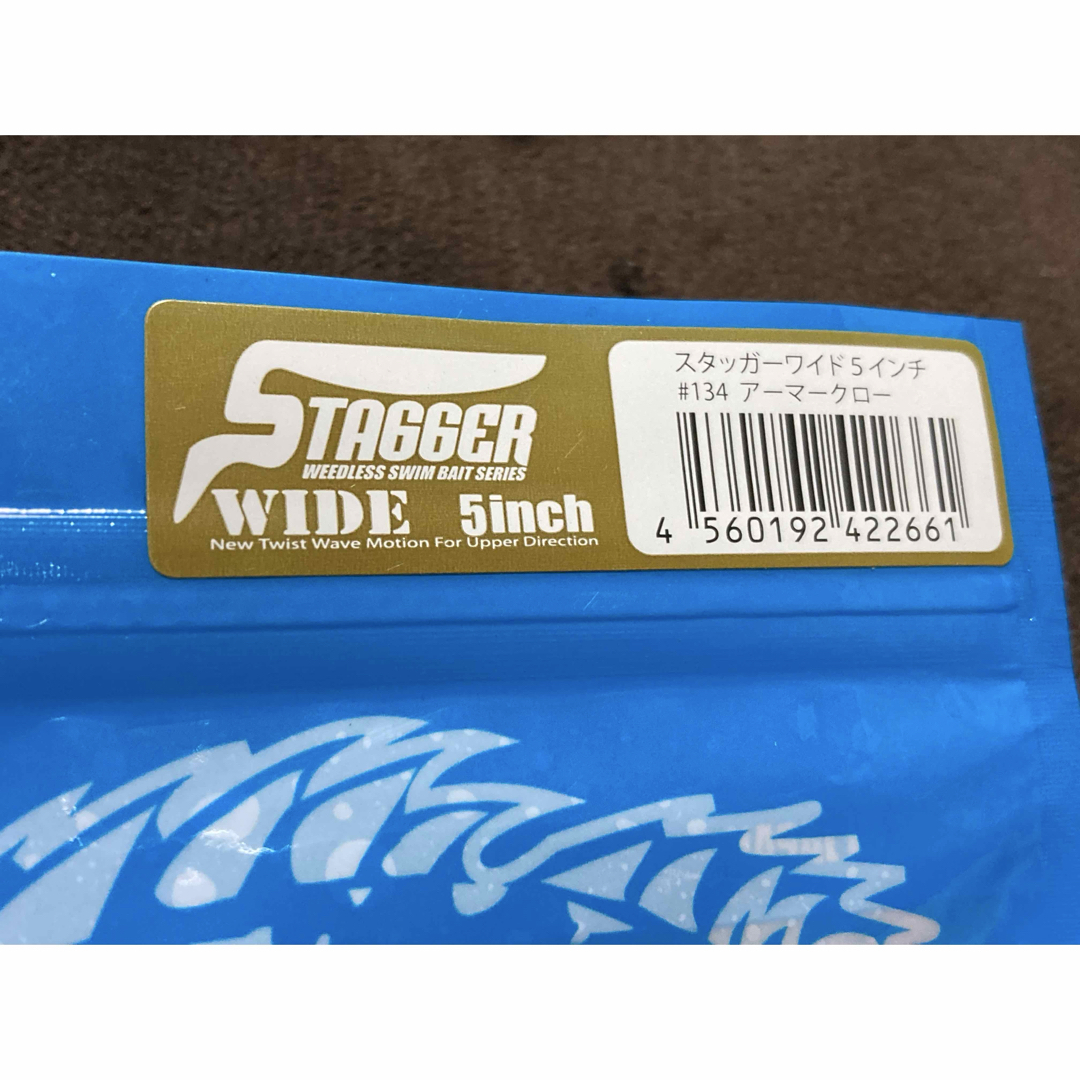 STAGGER
WEEDLESS SWIM BAIT SERIES
WIDE 5inch
New Twist Wave Motion For Upper Direction
スタッガーワイド5インチ
#134 アーマークロー
4 560192 422661